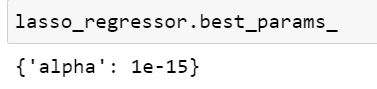 lasso_regressor.best_params_
{'alpha': 1e-15}